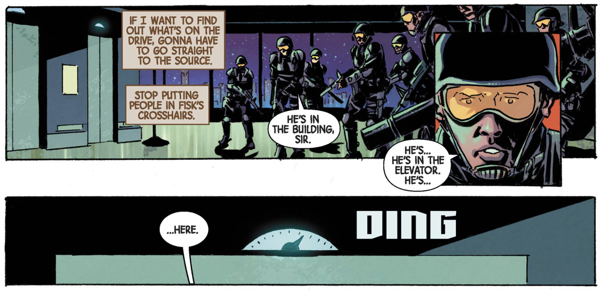 IF I WANT TO FIND
OUT WHAT'S ON THE
DRIVE, GONNA HAVE
TO GO STRAIGHT
TO THE SOURCE.
STOP PUTTING
PEOPLE IN FISK'S
CROSSHAIRS.
HE'S IN
THE BUILDING,
SIR.
HE'S...
HE'S IN THE
ELEVATOR.
HE'S...
...HERE.
DING